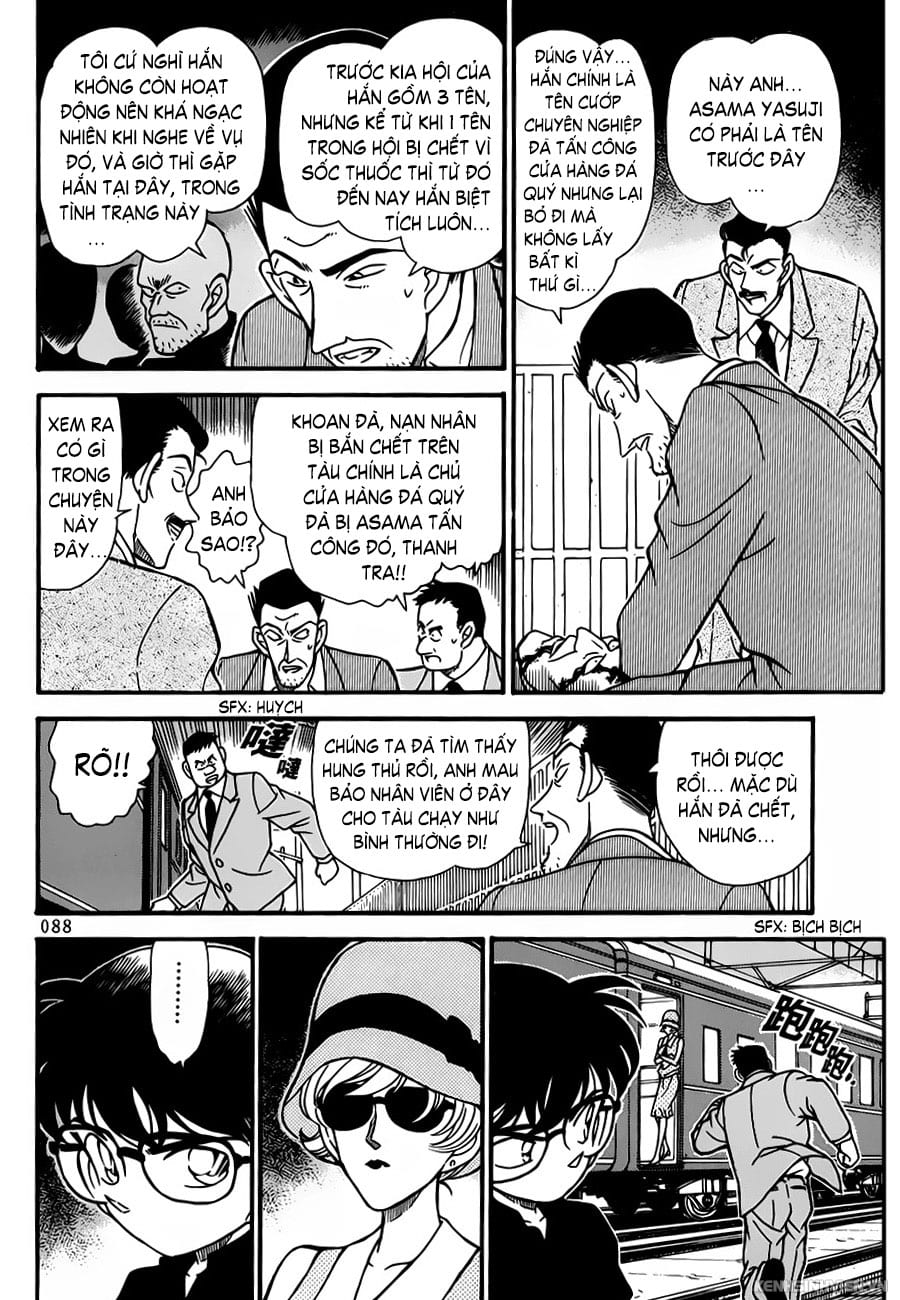 NÀY ANH...
ASAMA YASUJI
CÓ PHẢI LÀ TÊN
TRƯỚC ĐÂY
...
ĐÚNG VẬY...
HẮN CHÍNH LÀ
TÊN CƯỚP
CHUYÊN NGHIỆP
ĐÃ TẤN CÔNG
CỬA HÀNG ĐÁ
QUÝ NHƯNG LẠI
BỎ ĐI MÀ
KHÔNG LẤY
BẤT KÌ
THỨ GÌ...
TRƯỚC KIA HỘI CỦA
HẮN GỒM 3 TÊN,
NHƯNG KỂ TỪ KHI 1 TÊN
TRONG HỘI BỊ CHẾT VÌ
SỐC THUỐC THÌ TỪ ĐÓ
ĐẾN NAY HẮN BIỆT
TÍCH LUÔN...
TÔI CỨ NGHĨ HẮN
KHÔNG CÒN HOẠT
ĐỘNG NÊN KHÁ NGẠC
NHIÊN KHI NGHE VỀ VỤ
ĐÓ, VÀ GIỜ THÌ GẶP
HẮN TẠI ĐÂY, TRONG
TÌNH TRẠNG NÀY
...
KHOAN ĐÃ, NẠN NHÂN
BỊ BẮN CHẾT TRÊN
TÀU CHÍNH LÀ CHỦ
CỬA HÀNG ĐÁ QUÝ
ĐÃ BỊ ASAMA TẤN
CÔNG ĐÓ, THANH
TRA!!
ANH
BẢO
SAO!?
XEM RA
CÓ GÌ
TRONG
CHUYỆN
NÀY
ĐÂY...
SFX: HUỴCH
THÔI ĐƯỢC
RỒI... MẶC DÙ
HẮN ĐÃ CHẾT,
NHƯNG...
CHÚNG TA ĐÃ TÌM THẤY
HUNG THỦ RỒI, ANH MAU
BẢO NHÂN VIÊN Ở ĐÂY
CHO TÀU CHẠY NHƯ
BÌNH THƯỜNG ĐI!
噠
噠
RÕ!!
088
SFX: BỊCH BỊCH
跑跑跑
........